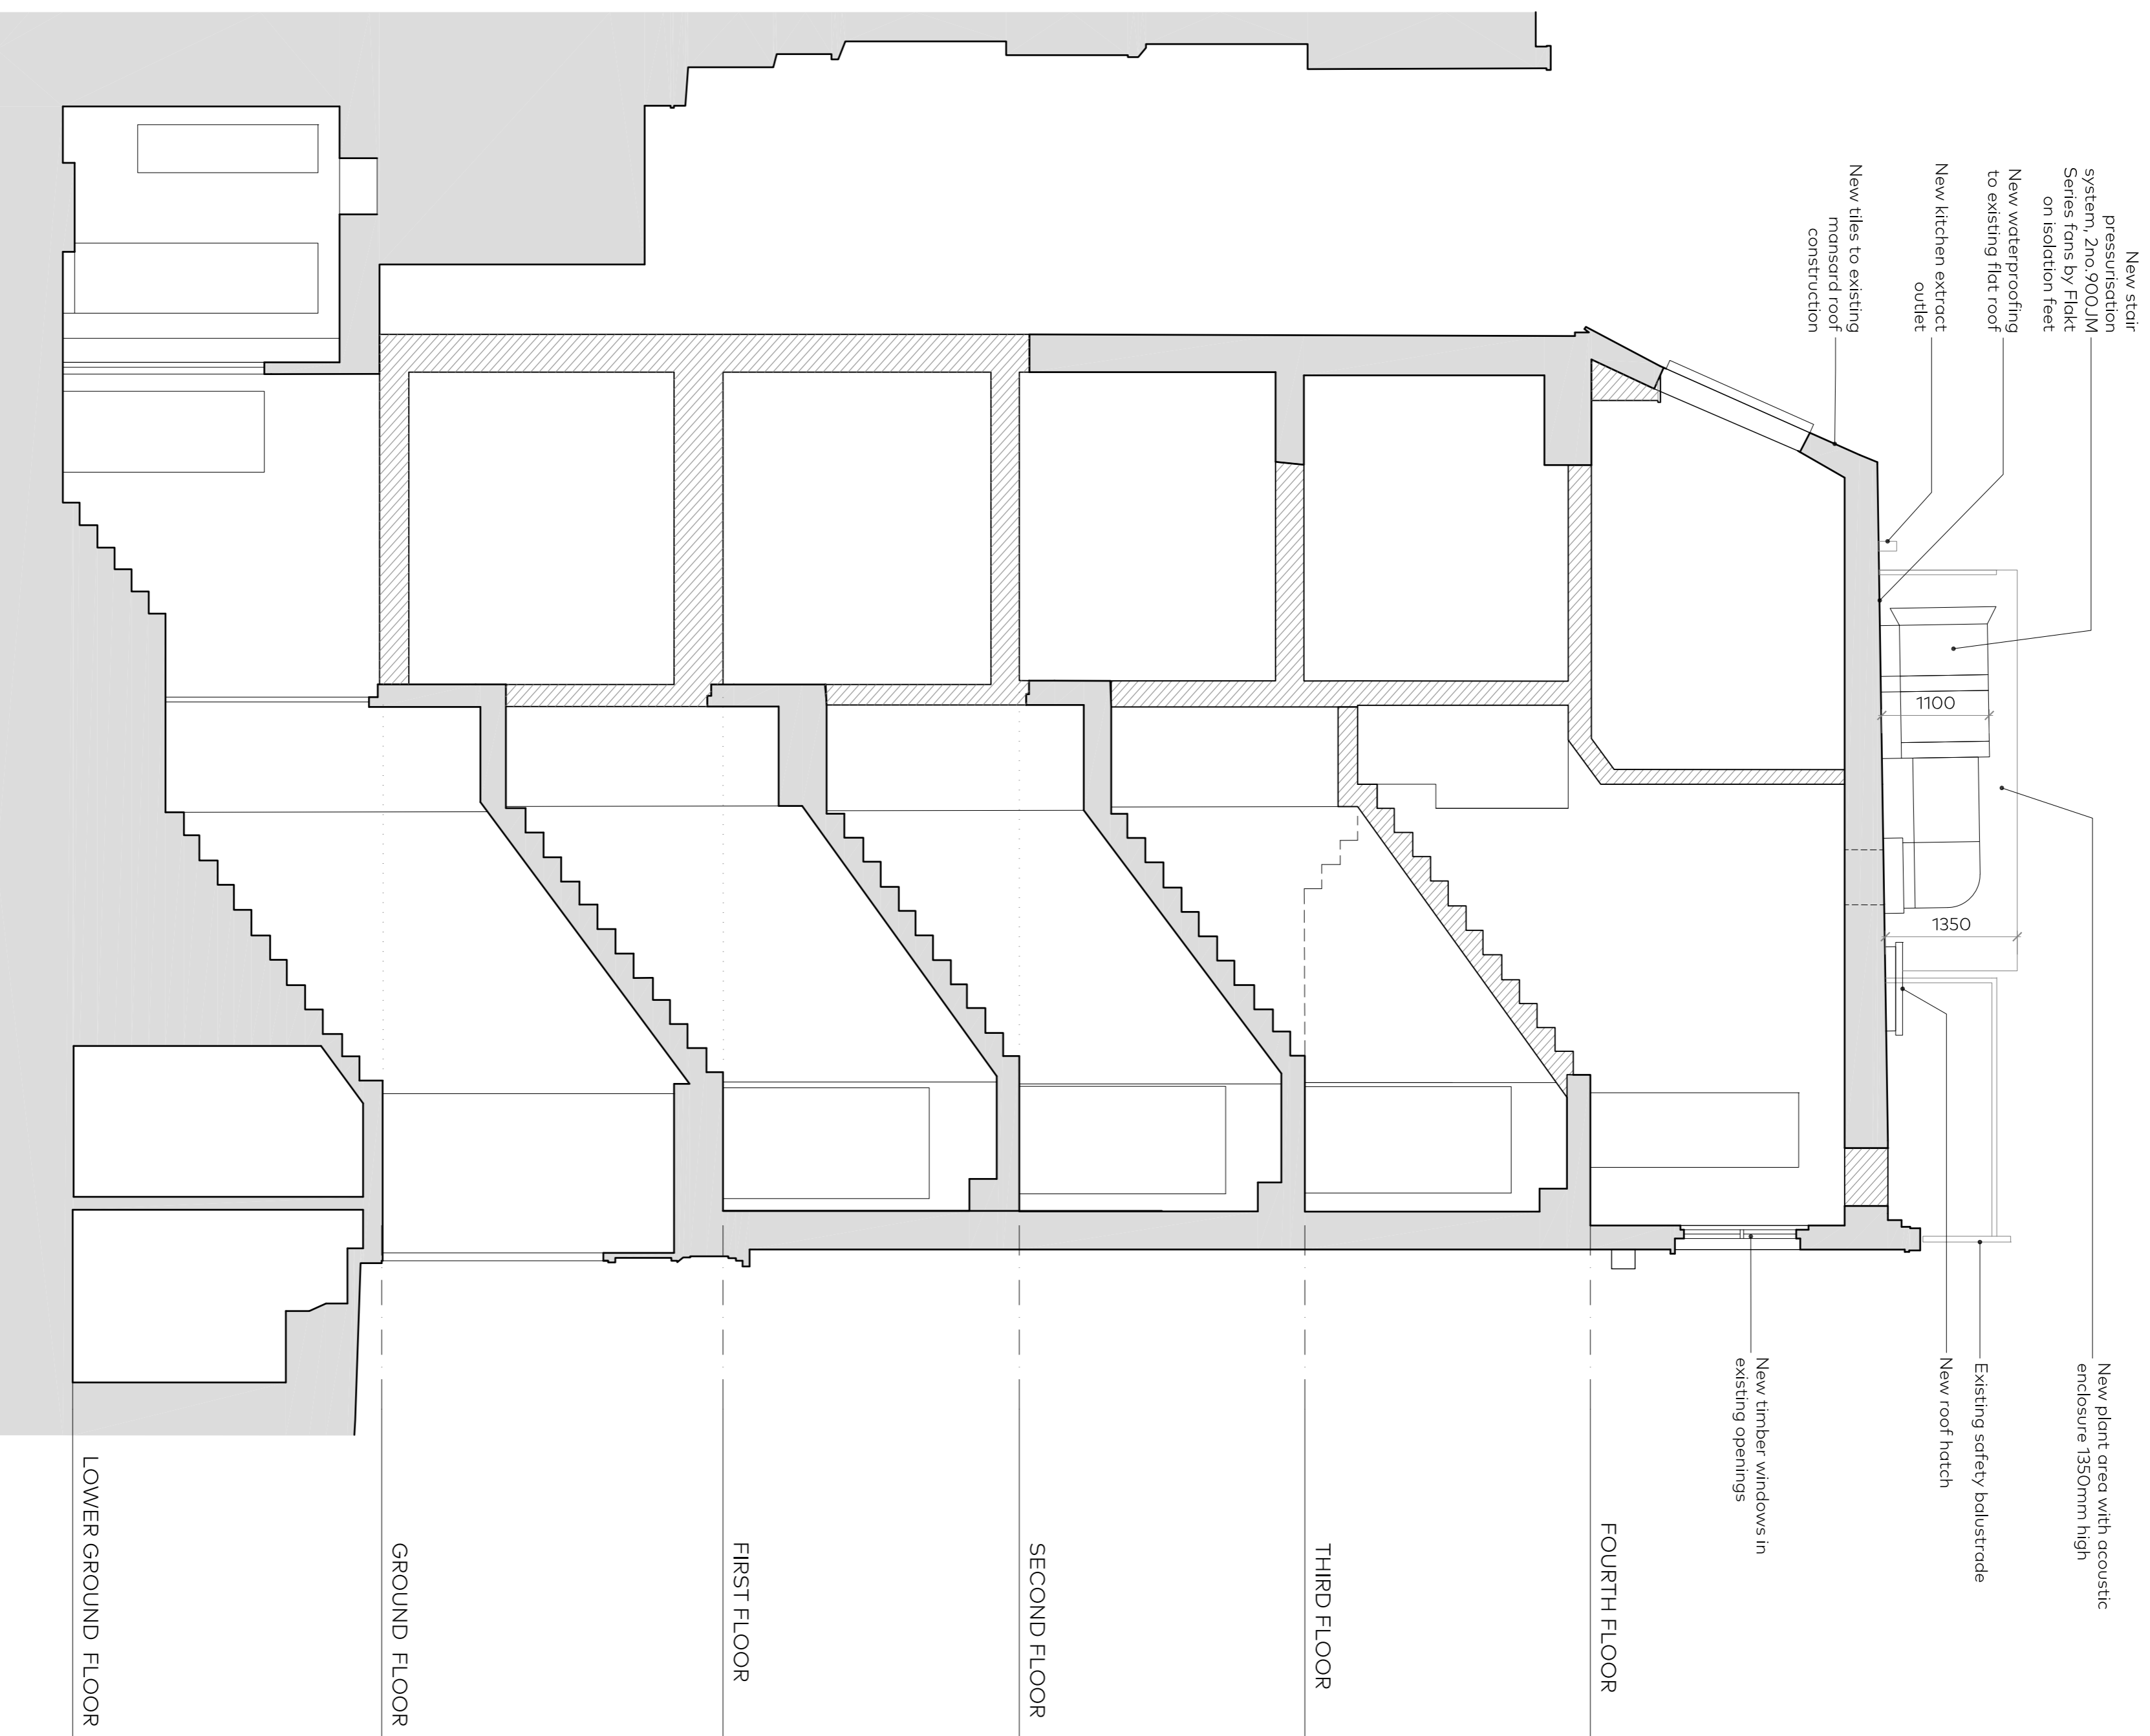 New stair
pressurisation
system, 2no.900JM
Series fans by Flakt
on isolation feet
New waterproofing
to existing flat roof
New kitchen extract
outlet
New tiles to existing
mansard roof
construction
1100
1350
New plant area with acoustic
enclosure 1350mm high
Existing safety balustrade
New roof hatch
New timber windows in
existing openings
FOURTH FLOOR
THIRD FLOOR
SECOND FLOOR
FIRST FLOOR
GROUND FLOOR
LOWER GROUND FLOOR